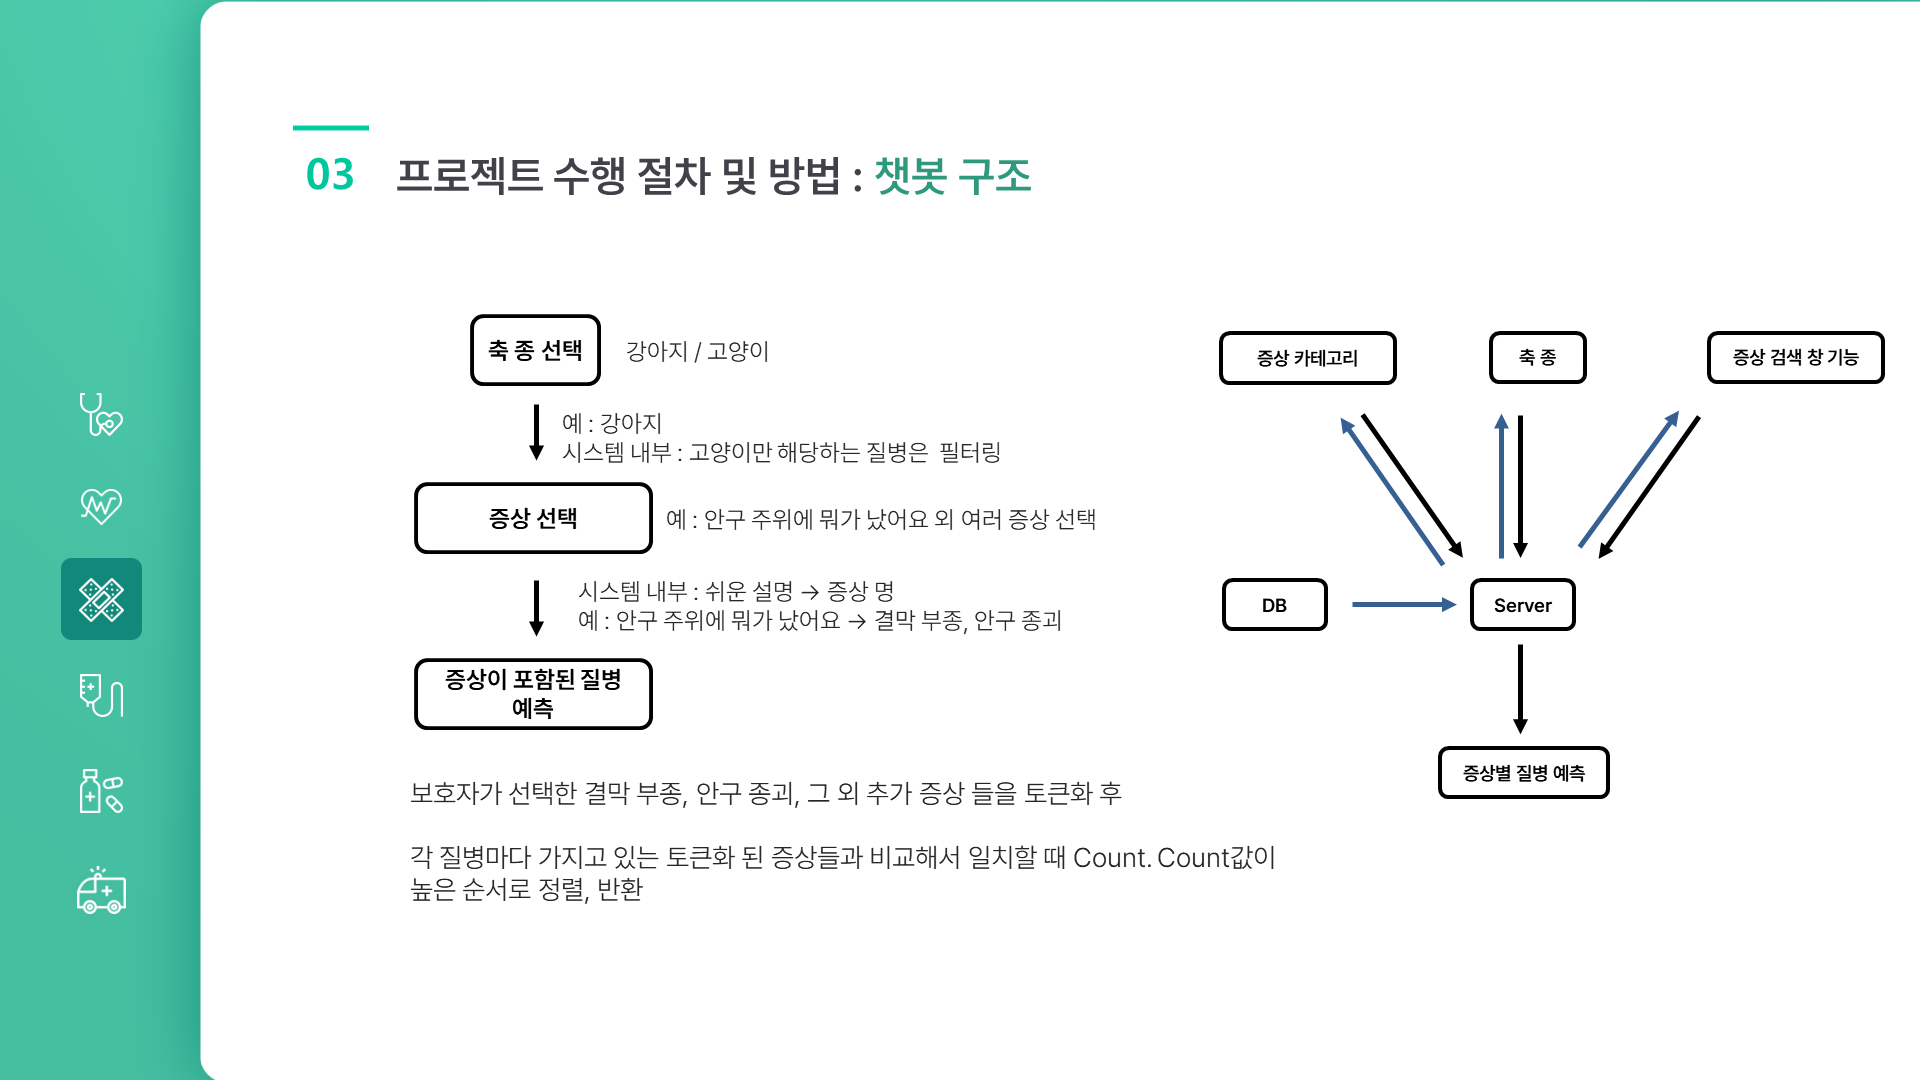 03 프로젝트 수행 절차 및 방법 : 챗봇 구조
축 종 선택
강아지 / 고양이
예 : 강아지
시스템 내부 : 고양이만 해당하는 질병은 필터링
증상 선택
예 : 안구 주위에 뭐가 났어요 외 여러 증상 선택
시스템 내부 : 쉬운 설명 → 증상 명
예 : 안구 주위에 뭐가 났어요 → 결막 부종, 안구 종괴
증상이 포함된 질병
예측
보호자가 선택한 결막 부종, 안구 종괴, 그 외 추가 증상 들을 토큰화 후
각 질병마다 가지고 있는 토큰화 된 증상들과 비교해서 일치할 때 Count. Count값이
높은 순서로 정렬, 반환
증상 카테고리
축 종
증상 검색 창 기능
DB
Server
증상별 질병 예측